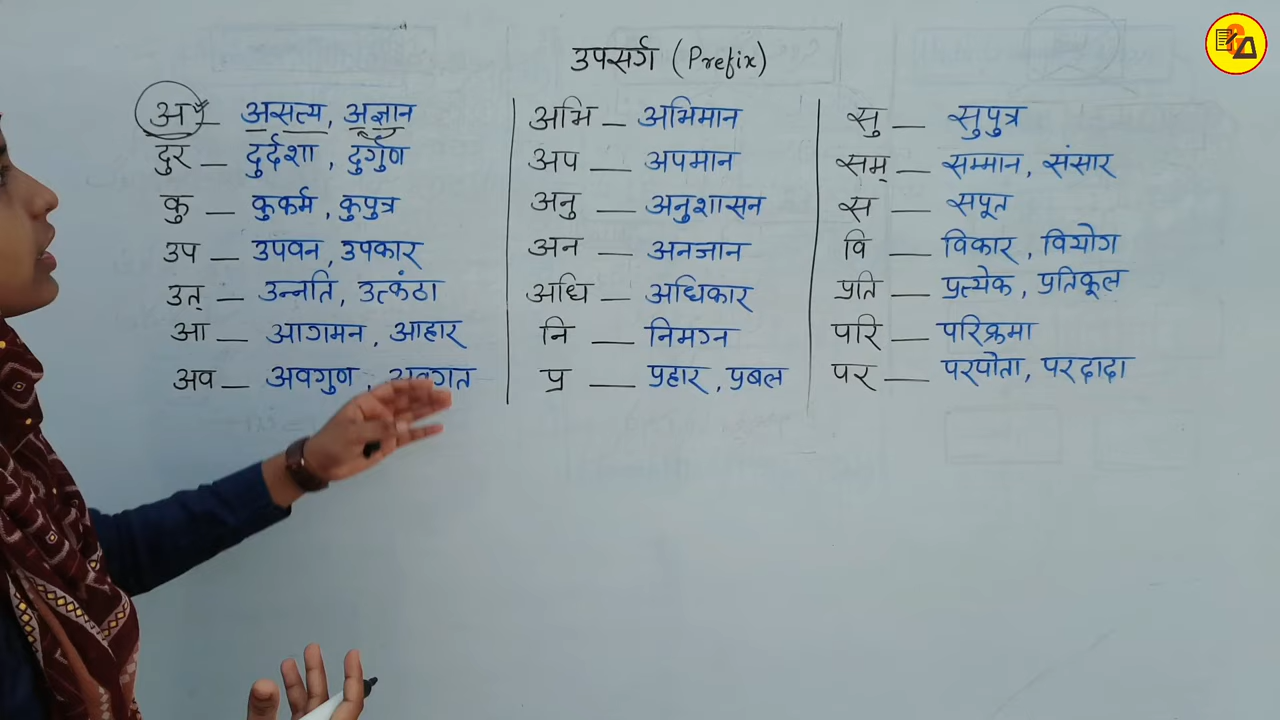 उपसर्ग (Prefix)
अ — असत्य, अज्ञान
दुर — दुर्दशा, दुर्गुण
कु — कुकर्म, कुपुत्र
उप — उपवन, उपकार
उत् — उन्नति, उत्कंठा
आ — आगमन, आहार
अव — अवगुण, अवगत
अभि — अभिमान
अप — अपमान
अनु — अनुशासन
अन — अनजान
अधि — अधिकार
नि — निमग्न
प्र — प्रहार, प्रबल
सु — सुपुत्र
सम् — सम्मान, संसार
स — सपूत
वि — विकार, वियोग
प्रति — प्रत्येक, प्रतिकूल
परि — परिक्रमा
पर — परपोता, परदादा